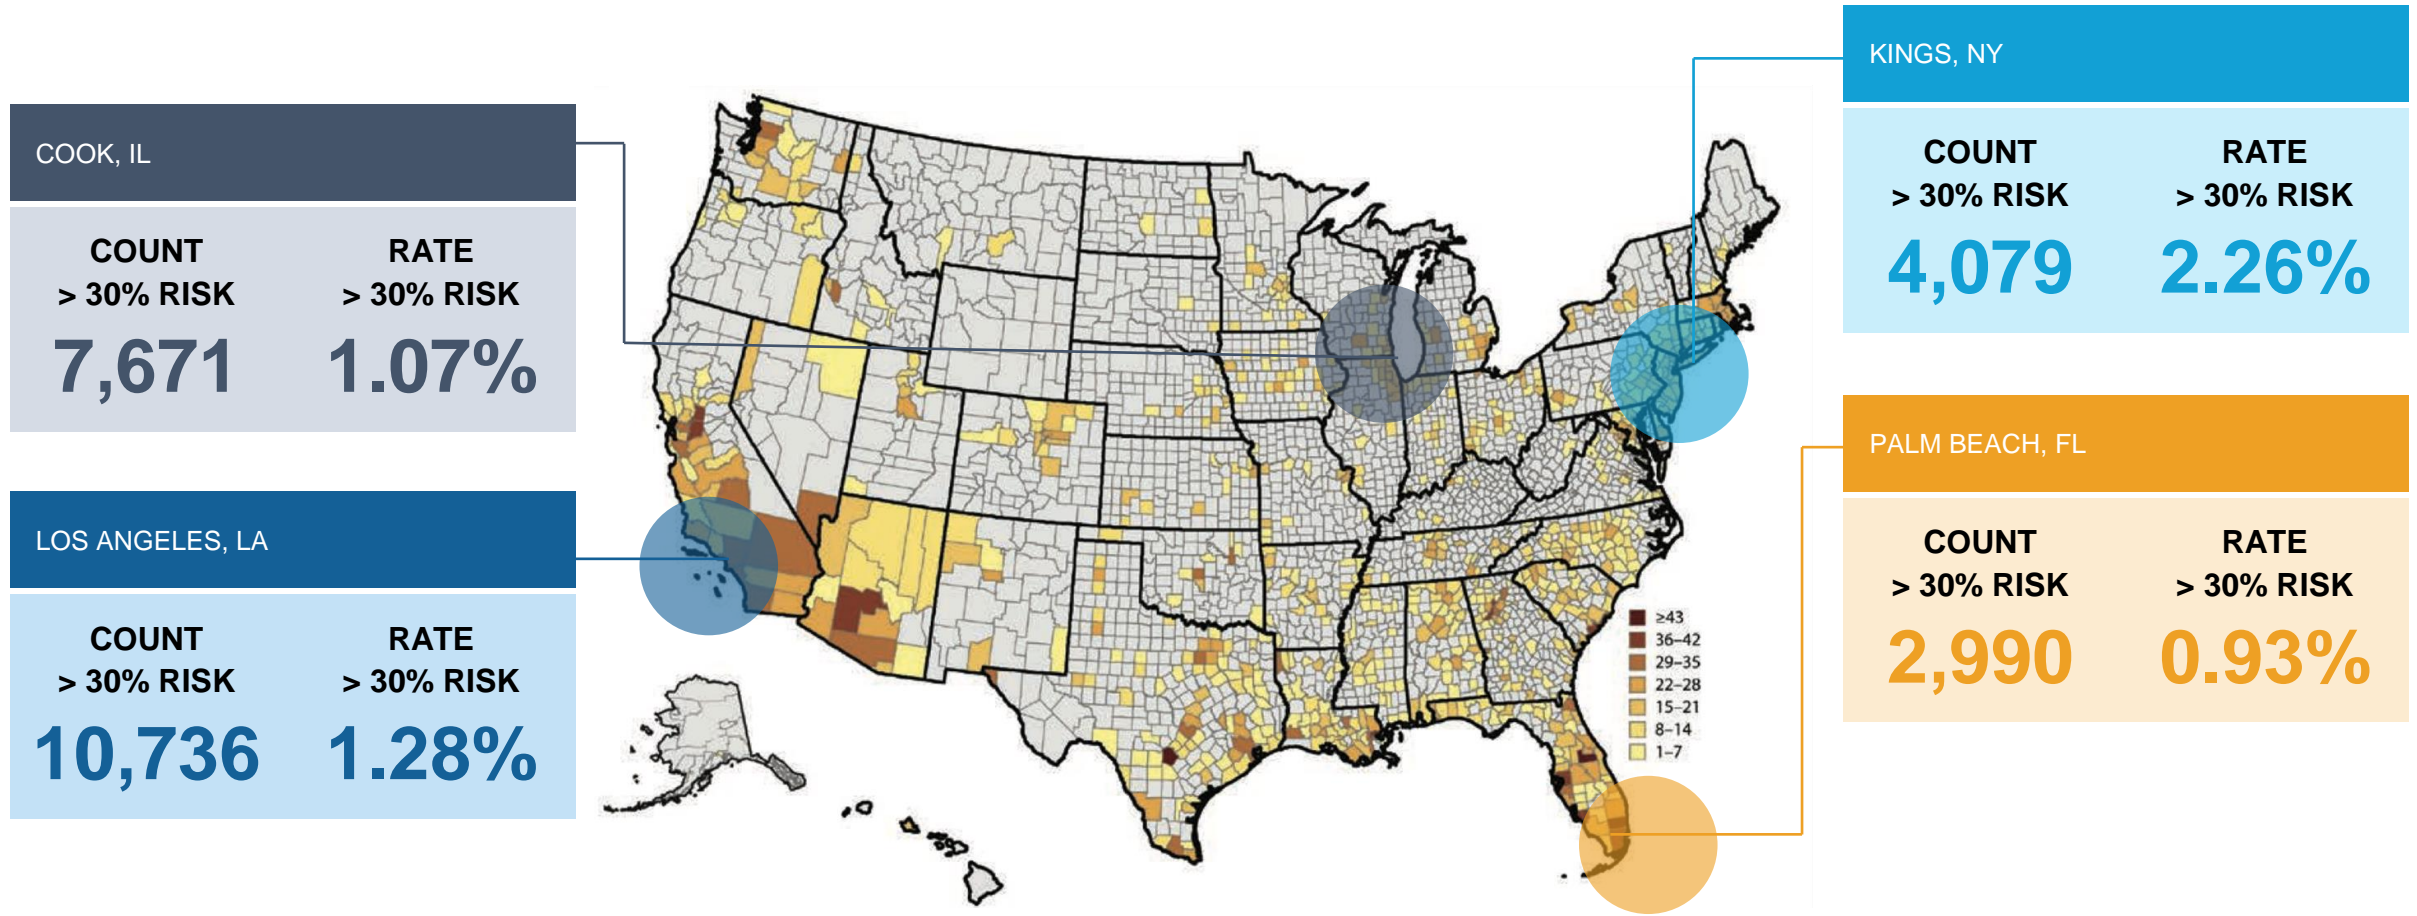 COOK, IL
COUNT
> 30% RISK
7,671
RATE
> 30% RISK
1.07%
LOS ANGELES, LA
COUNT
> 30% RISK
10,736
RATE
> 30% RISK
1.28%
KINGS, NY
COUNT
> 30% RISK
4,079
RATE
> 30% RISK
2.26%
PALM BEACH, FL
COUNT
> 30% RISK
2,990
RATE
> 30% RISK
0.93%
≥43
36–42
29–35
22–28
15–21
8–14
1–7